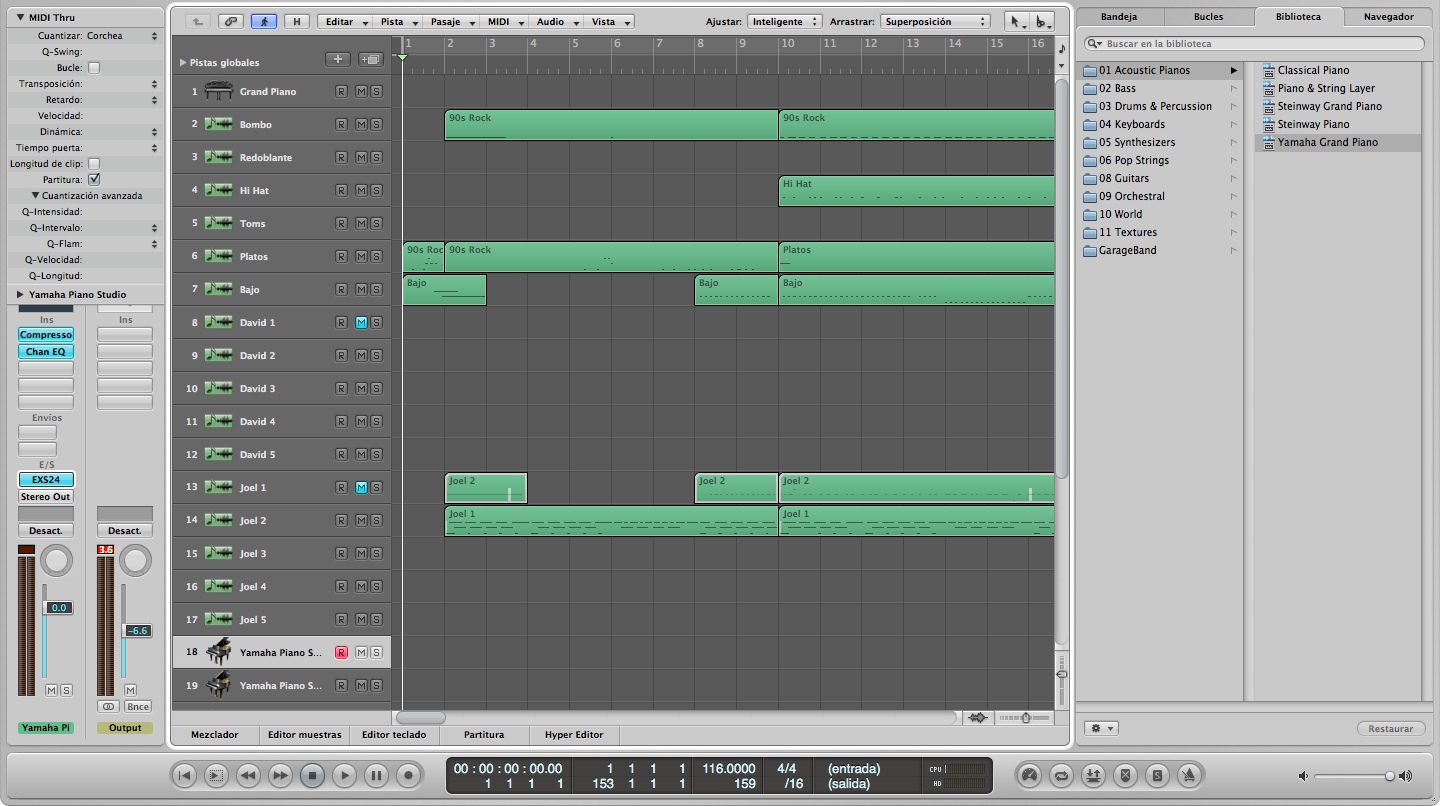 MIDI Thru
Cuantizar: Corchea
Q-Swing:
Bucle:
Transposición:
Retardo:
Velocidad:
Dinámica:
Tiempo puerta:
Longitud de clip:
Partitura:
Cuantización avanzada
Q-Intensidad:
Q-Intervalo:
Q-Flam:
Q-Velocidad:
Q-Longitud:
Yamaha Piano Studio
Ins Ins
Compresso
Chan EQ
Envíos
E/S
EXS24
Stereo Out
Desact. Desact.
3.6
0.0
-6.6
M S M
Bnce
Yamaha Pi Output
H Editar Pista Pasaje MIDI Audio Vista Ajustar: Inteligente Arrastrar: Superposición
1 2 3 4 5 6 7 8 9 10 11 12 13 14 15 16
Pistas globales
1 Grand Piano R M S
2 Bombo R M S 90s Rock 90s Rock
3 Redoblante R M S
4 Hi Hat R M S Hi Hat
5 Toms R M S
6 Platos R M S 90s Roc 90s Rock Platos
7 Bajo R M S Bajo Bajo Bajo
8 David 1 R M S
9 David 2 R M S
10 David 3 R M S
11 David 4 R M S
12 David 5 R M S
13 Joel 1 R M S Joel 2 Joel 2 Joel 2
14 Joel 2 R M S Joel 1 Joel 1
15 Joel 3 R M S
16 Joel 4 R M S
17 Joel 5 R M S
18 Yamaha Piano S... R M S
19 Yamaha Piano S... R M S
Mezclador Editor muestras Editor teclado Partitura Hyper Editor
Bandeja Bucles Biblioteca Navegador
Buscar en la biblioteca
01 Acoustic Pianos
02 Bass
03 Drums & Percussion
04 Keyboards
05 Synthesizers
06 Pop Strings
08 Guitars
09 Orchestral
10 World
11 Textures
GarageBand
Classical Piano
Piano & String Layer
Steinway Grand Piano
Steinway Piano
Yamaha Grand Piano
Restaurar
00 : 00 : 00 : 00.00 1 1 1 1 116.0000 4/4 (entrada) CPU
1 1 1 1 153 1 1 1 159 /16 (salida) HD
S